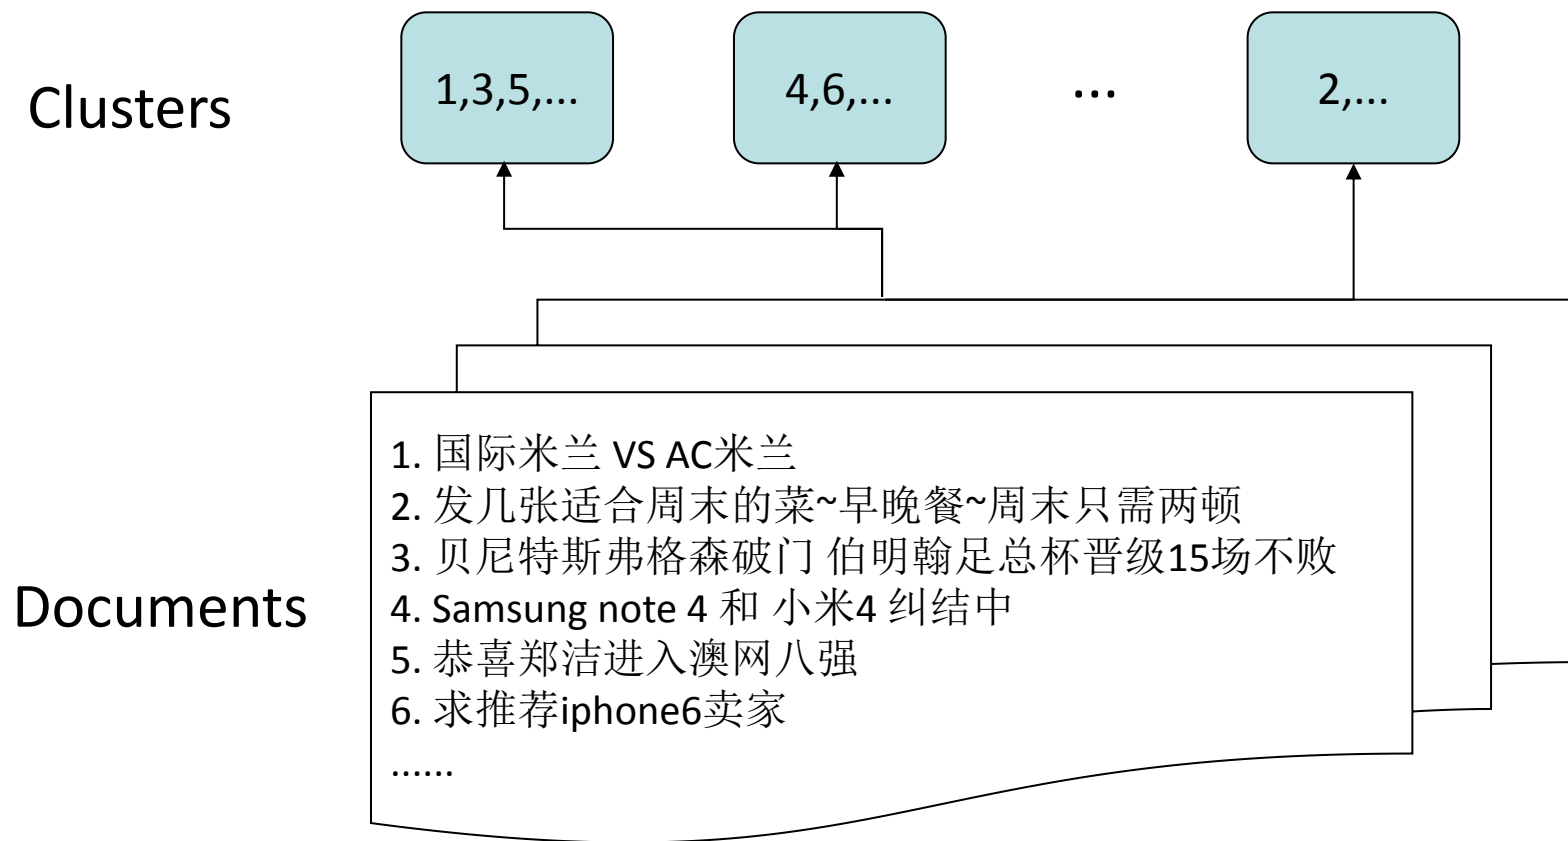 Clusters
1,3,5,...
4,6,...
...
2,...
Documents
1. 国际米兰 VS AC米兰
2. 发几张适合周末的菜~早晚餐~周末只需两顿
3. 贝尼特斯弗格森破门 伯明翰足总杯晋级15场不败
4. Samsung note 4 和 小米4 纠结中
5. 恭喜郑洁进入澳网八强
6. 求推荐iphone6卖家
......